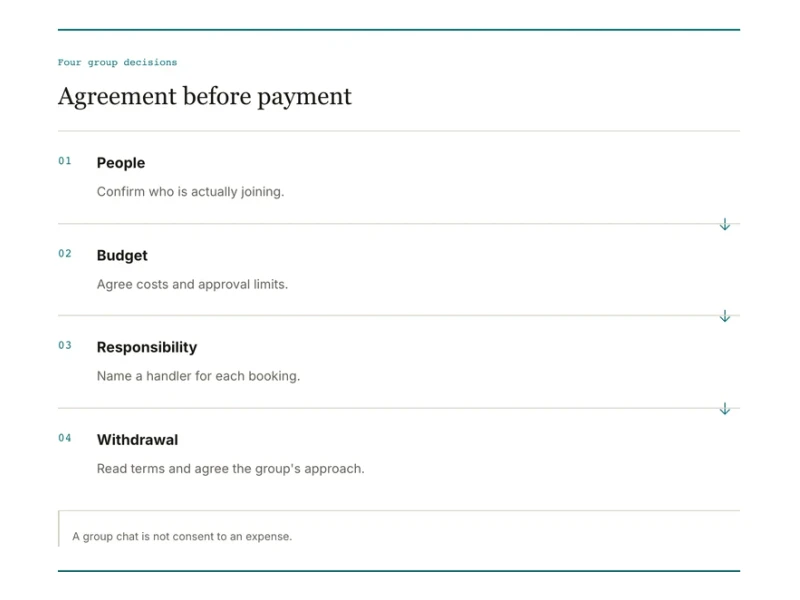 Four group decisions
Agreement before payment
01 People
Confirm who is actually joining.
02 Budget
Agree costs and approval limits.
03 Responsibility
Name a handler for each booking.
04 Withdrawal
Read terms and agree the group's approach.
A group chat is not consent to an expense.